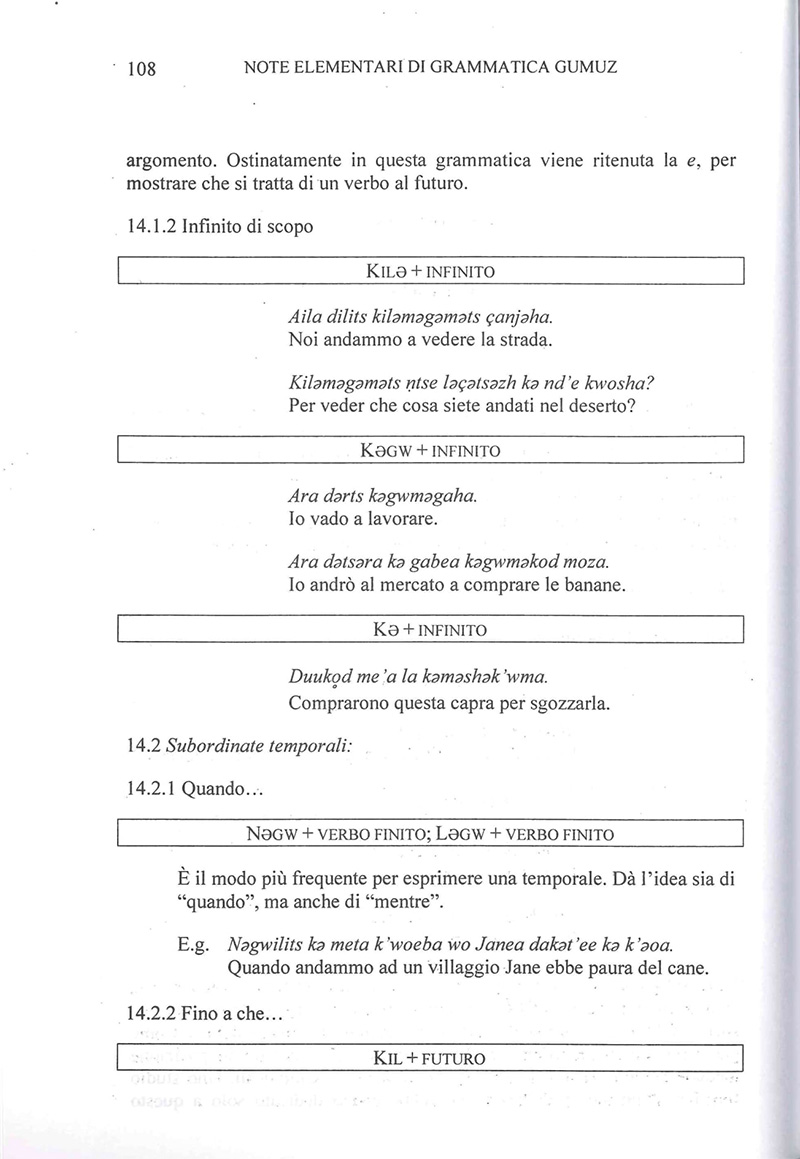 108 NOTE ELEMENTARI DI GRAMMATICA GUMUZ
argomento. Ostinatamente in questa grammatica viene ritenuta la e, per
mostrare che si tratta di un verbo al futuro.
14.1.2 Infinito di scopo
KILƏ + INFINITO
Aila dilits kiləməgəməts çanjəha.
Noi andammo a vedere la strada.
Kiləməgəməts ṇtse ləçətsəzh kə nd’e kwosha?
Per veder che cosa siete andati nel deserto?
KƏGW + INFINITO
Ara dərts kəgwməgaha.
Io vado a lavorare.
Ara dətsəra kə gabea kəgwməkod moza.
Io andrò al mercato a comprare le banane.
KƏ + INFINITO
Duuko̥d me’a la kəməshək’wma.
Comprarono questa capra per sgozzarla.
14.2 Subordinate temporali:
14.2.1 Quando…
NƏGW + VERBO FINITO; LƏGW + VERBO FINITO
È il modo più frequente per esprimere una temporale. Dà l’idea sia di
“quando”, ma anche di “mentre”.
E.g. Nəgwilits kə meta k’woeba wo Janea dakət’ee kə k’əoa.
Quando andammo ad un villaggio Jane ebbe paura del cane.
14.2.2 Fino a che…
KIL + FUTURO